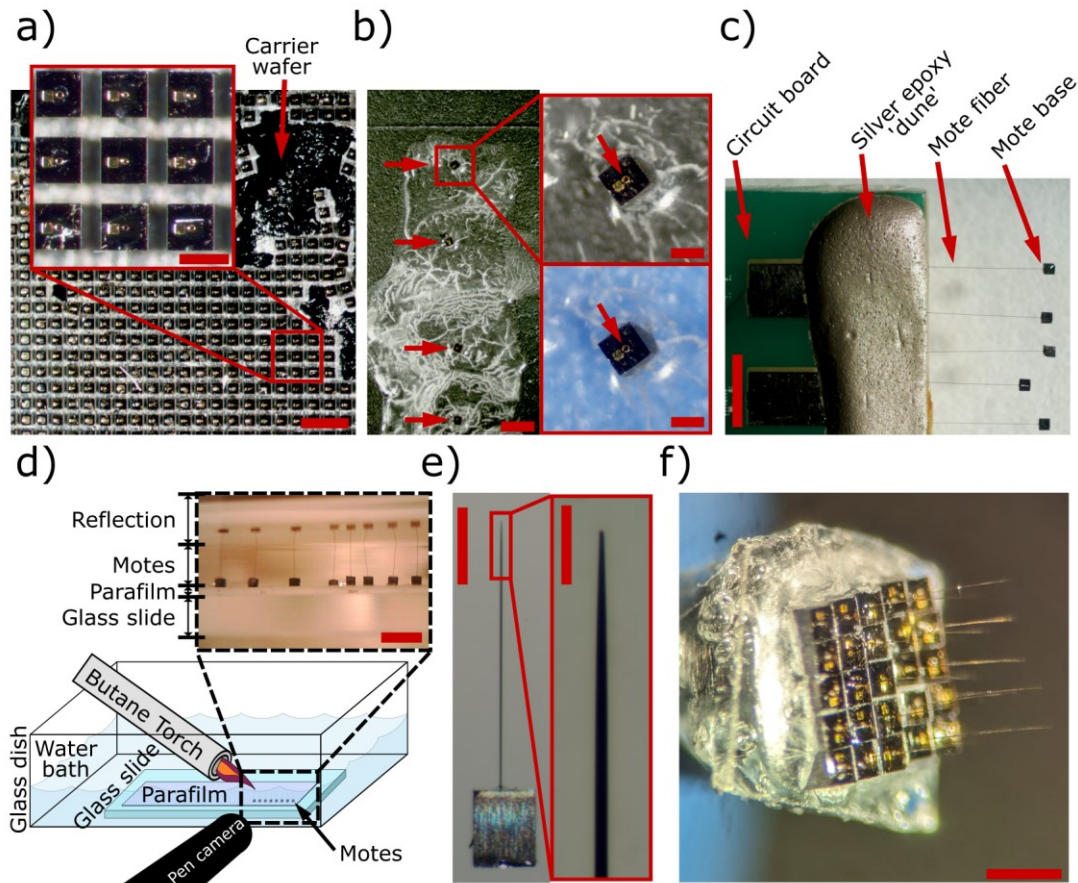 a)
Carrier
wafer
b)
c)
Circuit board
Silver epoxy
'dune'
Mote fiber
Mote base
d)
Reflection
Motes
Parafilm
Glass slide
Butane Torch
Glass dish
Water
bath
Glass slide
Parafilm
Pen camera
Motes
e)
f)